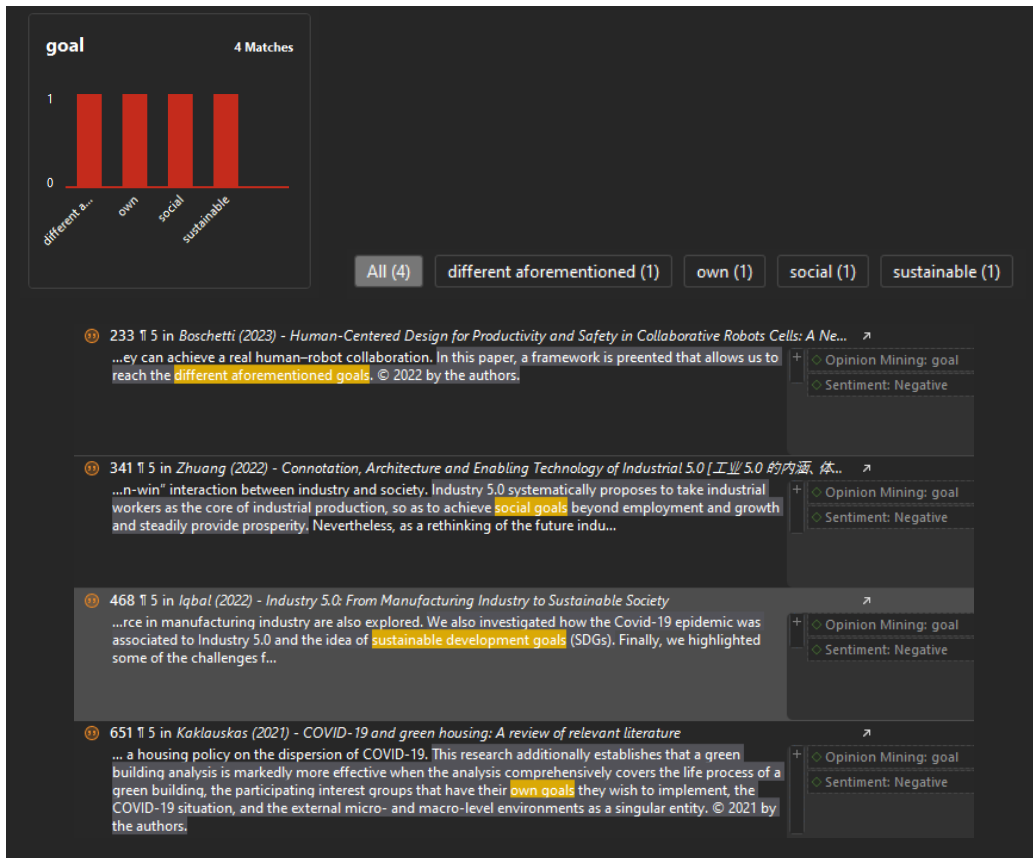 goal
4 Matches
1
0
different a...
own
social
sustainable
All (4)
different aforementioned (1)
own (1)
social (1)
sustainable (1)
233 ¶ 5 in Boschetti (2023) - Human-Centered Design for Productivity and Safety in Collaborative Robots Cells: A Ne...
...ey can achieve a real human–robot collaboration. In this paper, a framework is preented that allows us to
reach the different aforementioned goals. © 2022 by the authors.
Opinion Mining: goal
Sentiment: Negative
341 ¶ 5 in Zhuang (2022) - Connotation, Architecture and Enabling Technology of Industrial 5.0 [工业 5.0 的内涵、体...
...n-win” interaction between industry and society. Industry 5.0 systematically proposes to take industrial
workers as the core of industrial production, so as to achieve social goals beyond employment and growth
and steadily provide prosperity. Nevertheless, as a rethinking of the future indu...
Opinion Mining: goal
Sentiment: Negative
468 ¶ 5 in Iqbal (2022) - Industry 5.0: From Manufacturing Industry to Sustainable Society
...rce in manufacturing industry are also explored. We also investigated how the Covid-19 epidemic was
associated to Industry 5.0 and the idea of sustainable development goals (SDGs). Finally, we highlighted
some of the challenges f...
Opinion Mining: goal
Sentiment: Negative
651 ¶ 5 in Kaklauskas (2021) - COVID-19 and green housing: A review of relevant literature
... a housing policy on the dispersion of COVID-19. This research additionally establishes that a green
building analysis is markedly more effective when the analysis comprehensively covers the life process of a
green building, the participating interest groups that have their own goals they wish to implement, the
COVID-19 situation, and the external micro- and macro-level environments as a singular entity. © 2021 by
the authors.
Opinion Mining: goal
Sentiment: Negative